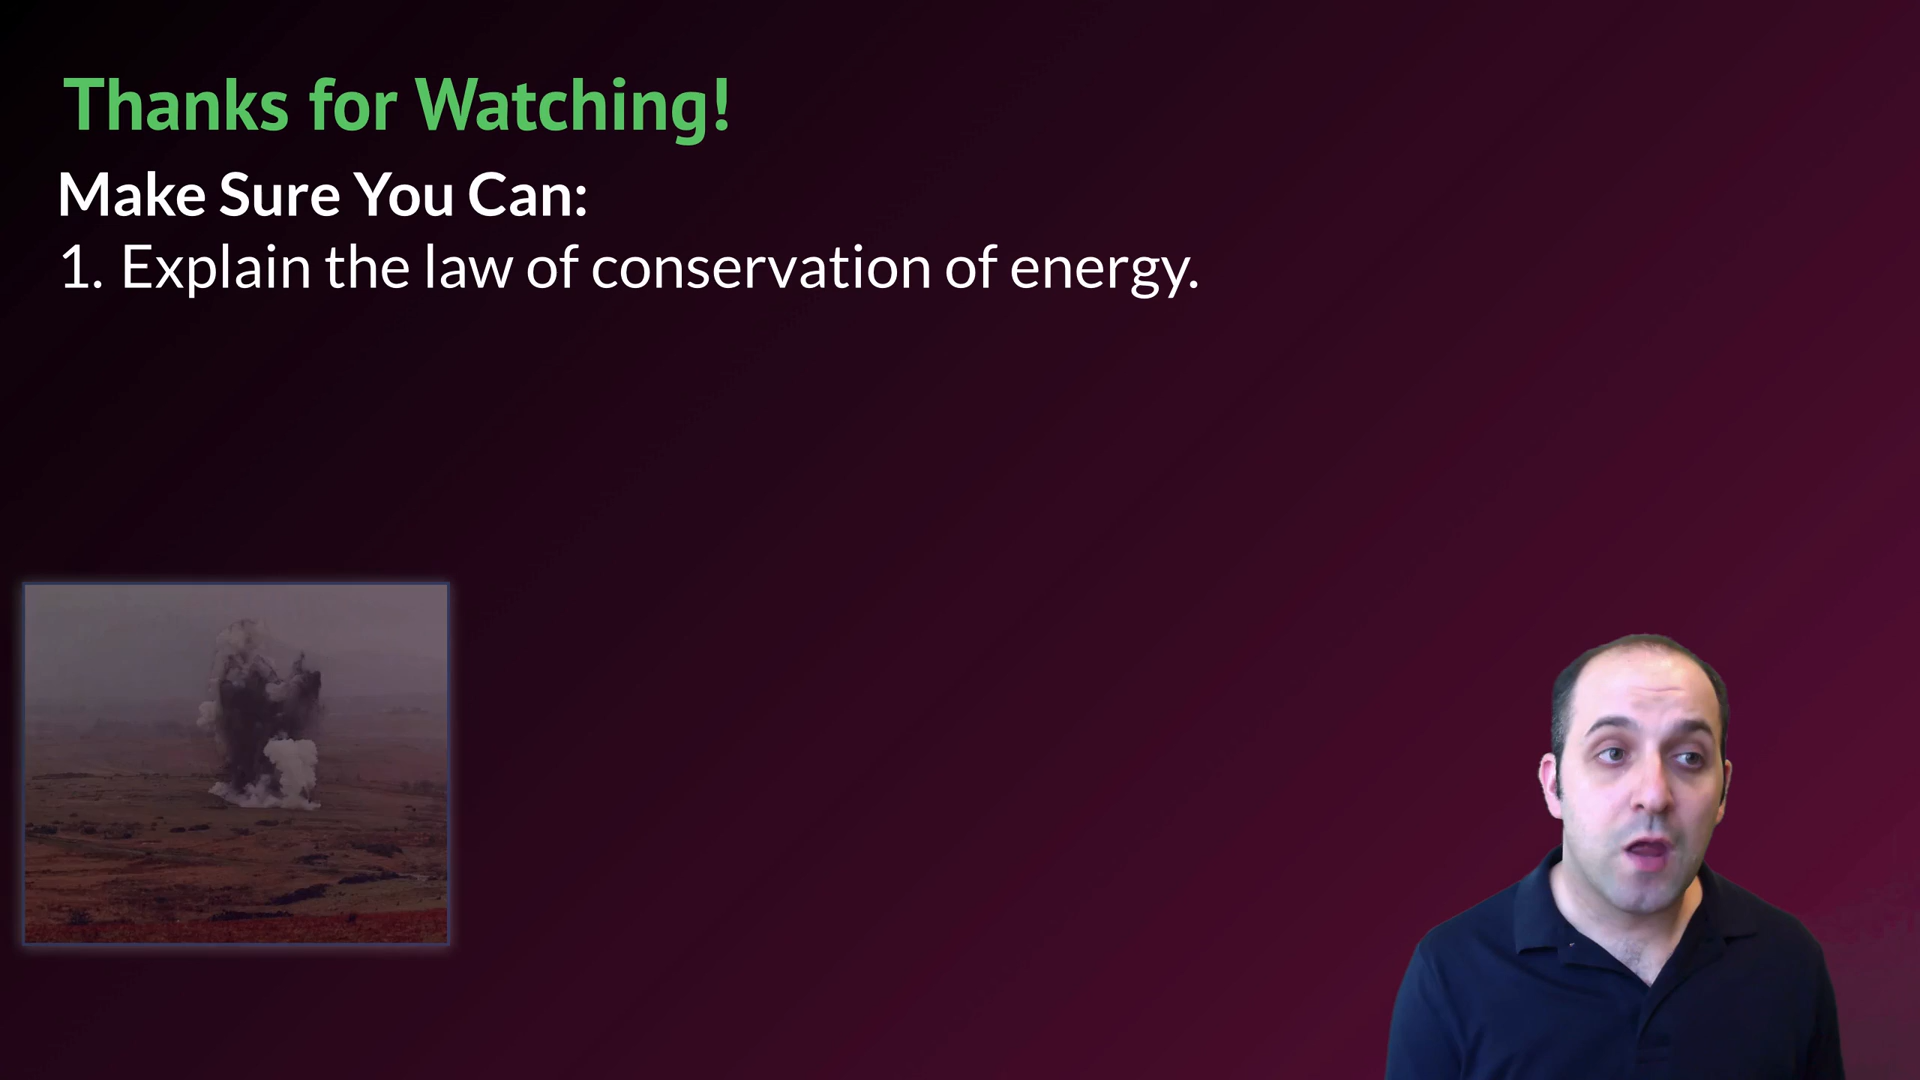 Thanks for Watching!
Make Sure You Can:
1. Explain the law of conservation of energy.